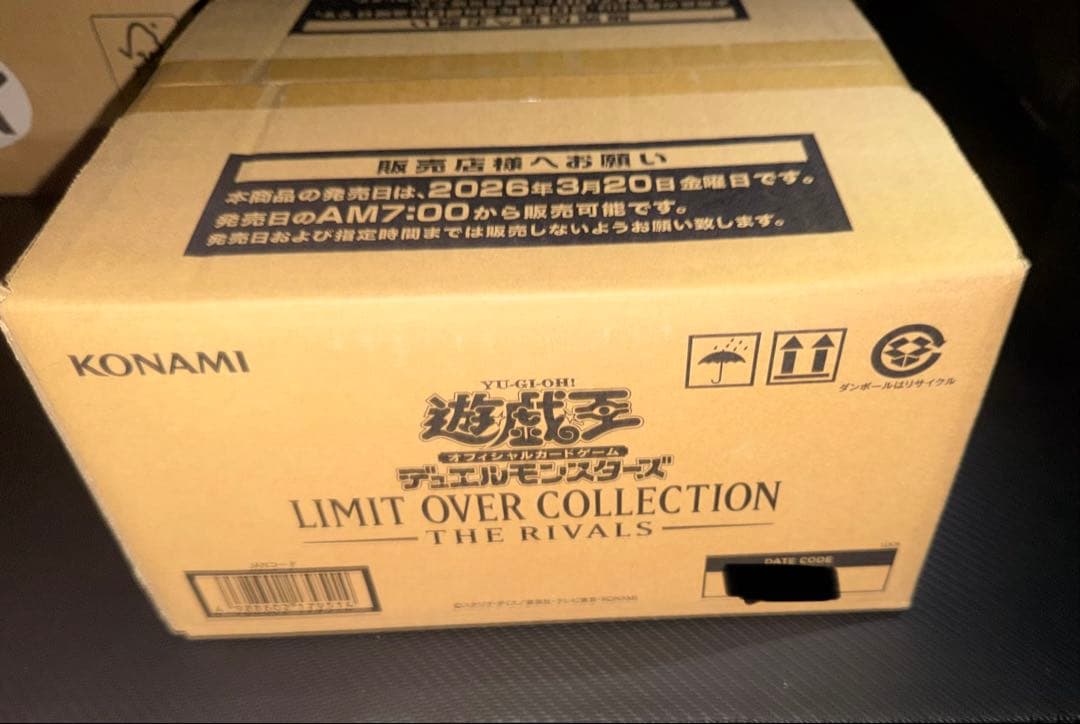 販売店様へお願い
本商品の発売日は、2026年3月20日金曜日です。
発売日のAM7:00から販売可能です。
発売日および指定時間までは販売しないようお願い致します。
KONAMI
ダンボールはリサイクル
YU-GI-OH!
遊戯王
オフィシャルカードゲーム
デュエルモンスターズ
LIMIT OVER COLLECTION
THE RIVALS
JANコード
DATE CODE